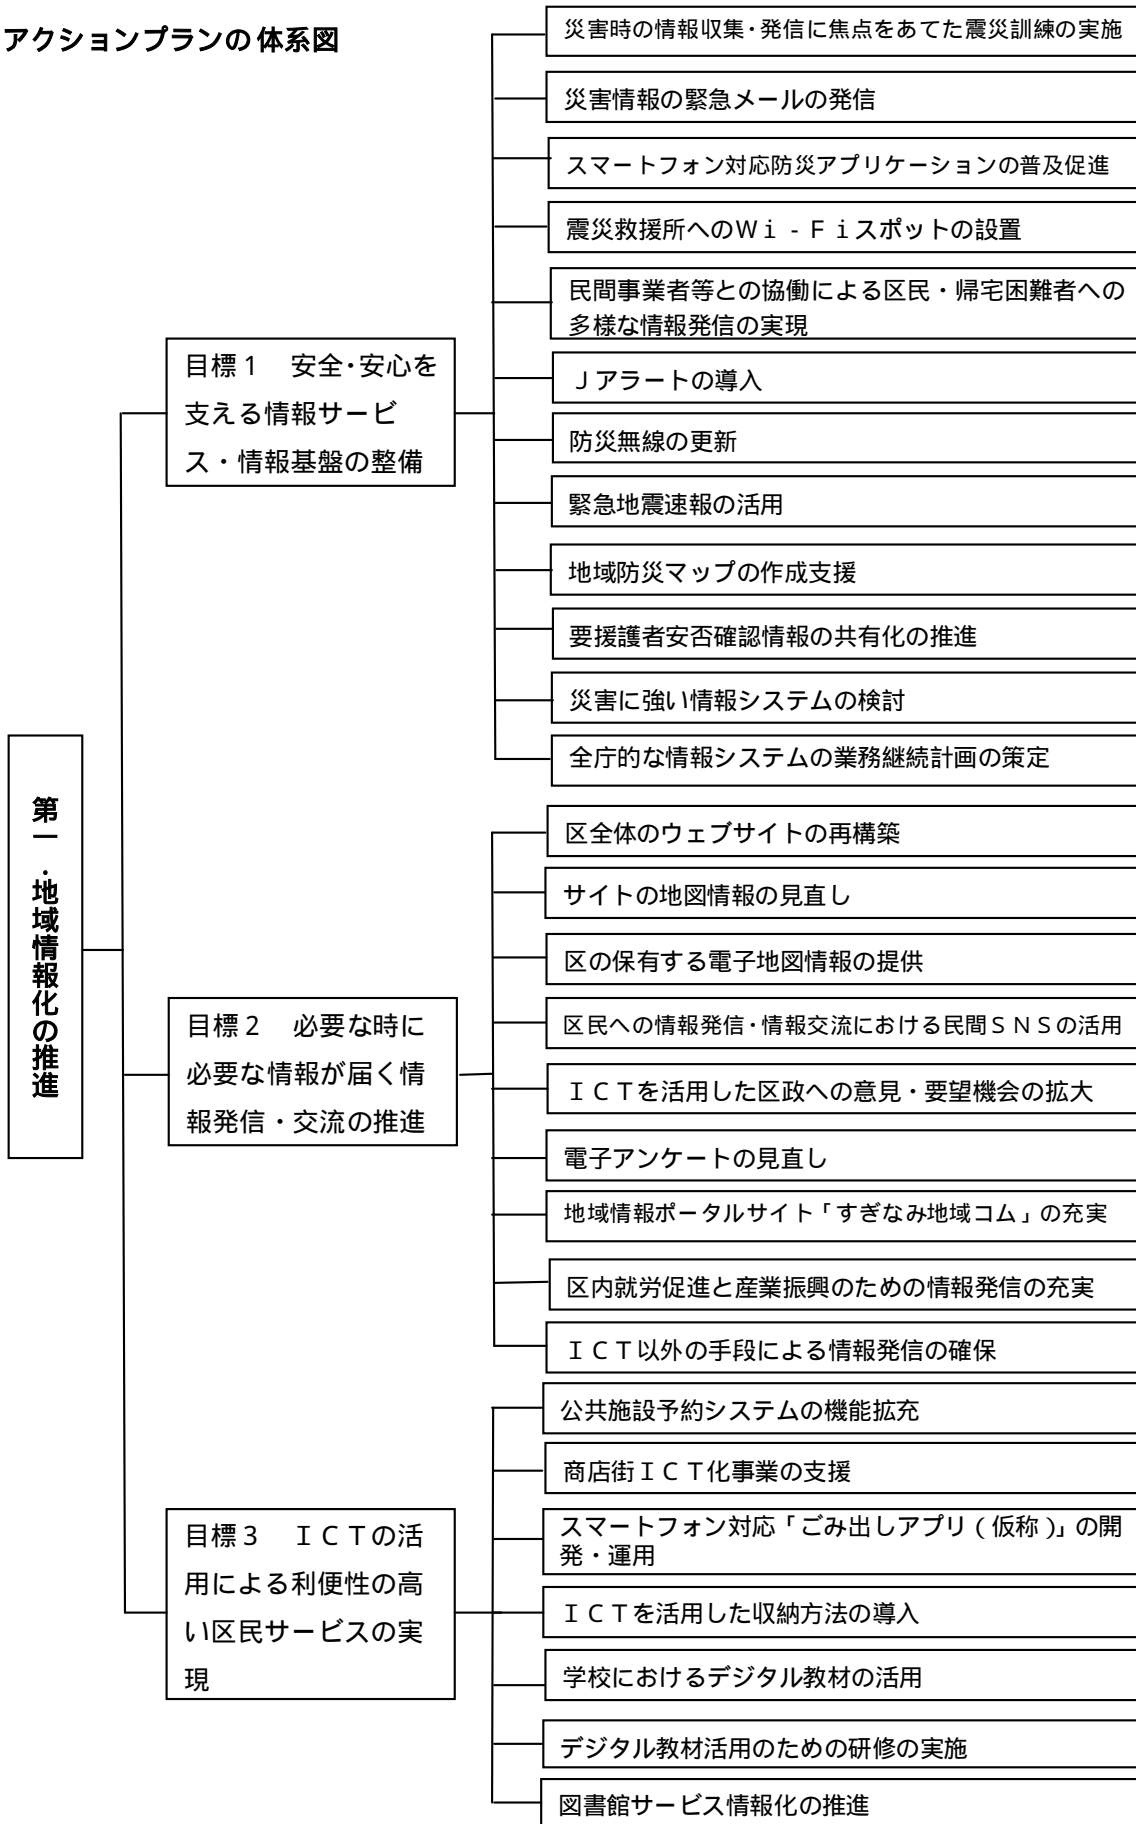 アクションプランの体系図
第一．地域情報化の推進
目標１　安全・安心を
支える情報サービ
ス・情報基盤の整備
災害時の情報収集・発信に焦点をあてた震災訓練の実施
災害情報の緊急メールの発信
スマートフォン対応防災アプリケーションの普及促進
震災救援所へのＷｉ‐Ｆｉスポットの設置
民間事業者等との協働による区民・帰宅困難者への
多様な情報発信の実現
Ｊアラートの導入
防災無線の更新
緊急地震速報の活用
地域防災マップの作成支援
要援護者安否確認情報の共有化の推進
災害に強い情報システムの検討
全庁的な情報システムの業務継続計画の策定
目標２　必要な時に
必要な情報が届く情
報発信・交流の推進
区全体のウェブサイトの再構築
サイトの地図情報の見直し
区の保有する電子地図情報の提供
区民への情報発信・情報交流における民間ＳＮＳの活用
ＩＣＴを活用した区政への意見・要望機会の拡大
電子アンケートの見直し
地域情報ポータルサイト「すぎなみ地域コム」の充実
区内就労促進と産業振興のための情報発信の充実
ＩＣＴ以外の手段による情報発信の確保
目標３　ＩＣＴの活
用による利便性の高
い区民サービスの実
現
公共施設予約システムの機能拡充
商店街ＩＣＴ化事業の支援
スマートフォン対応「ごみ出しアプリ（仮称）」の開
発・運用
ＩＣＴを活用した収納方法の導入
学校におけるデジタル教材の活用
デジタル教材活用のための研修の実施
図書館サービス情報化の推進